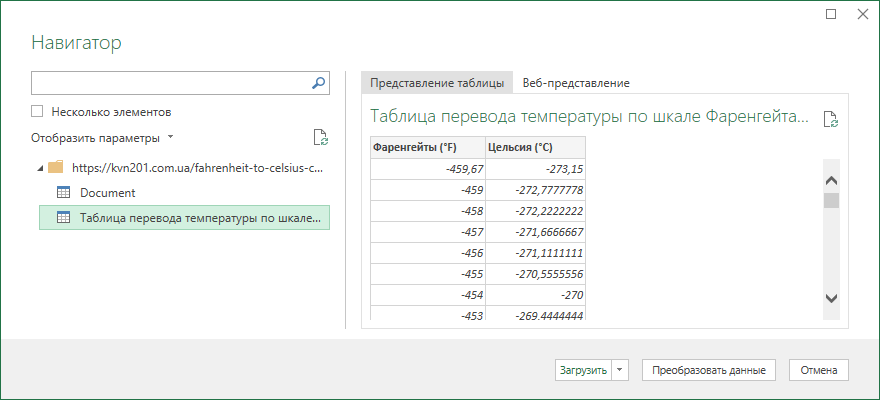 Навигатор
Несколько элементов
Отобразить параметры
https://kvn201.com.ua/fahrenheit-to-celsius-c...
Document
Таблица перевода температуры по шкале...
Представление таблицы Веб-представление
Таблица перевода температуры по шкале Фаренгейта...
Фаренгейты (°F) Цельсия (°C)
-459,67 -273,15
-459 -272,7777778
-458 -272,2222222
-457 -271,6666667
-456 -271,1111111
-455 -270,5555556
-454 -270
-453 -269,4444444
Загрузить Преобразовать данные Отмена